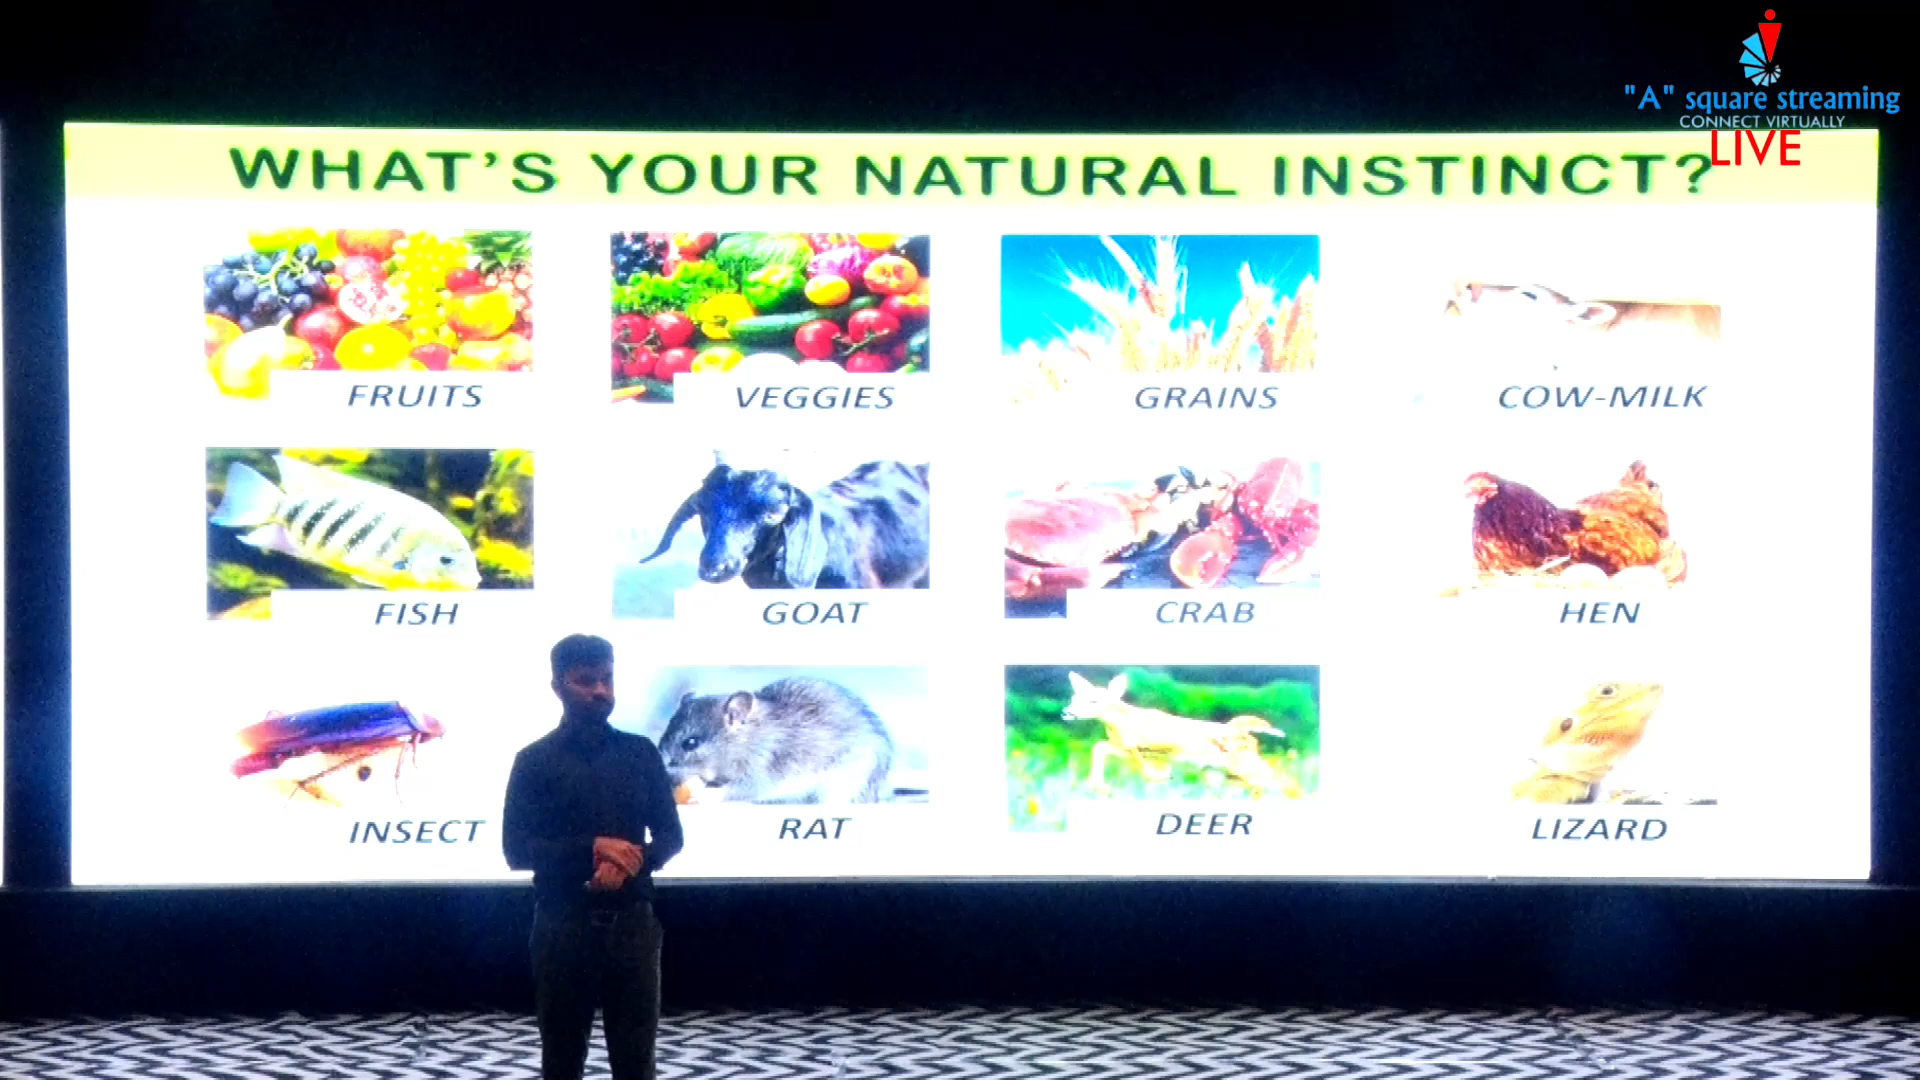 "A" square streaming
CONNECT VIRTUALLY
LIVE
WHAT'S YOUR NATURAL INSTINCT?
FRUITS
VEGGIES
GRAINS
COW-MILK
FISH
GOAT
CRAB
HEN
INSECT
RAT
DEER
LIZARD